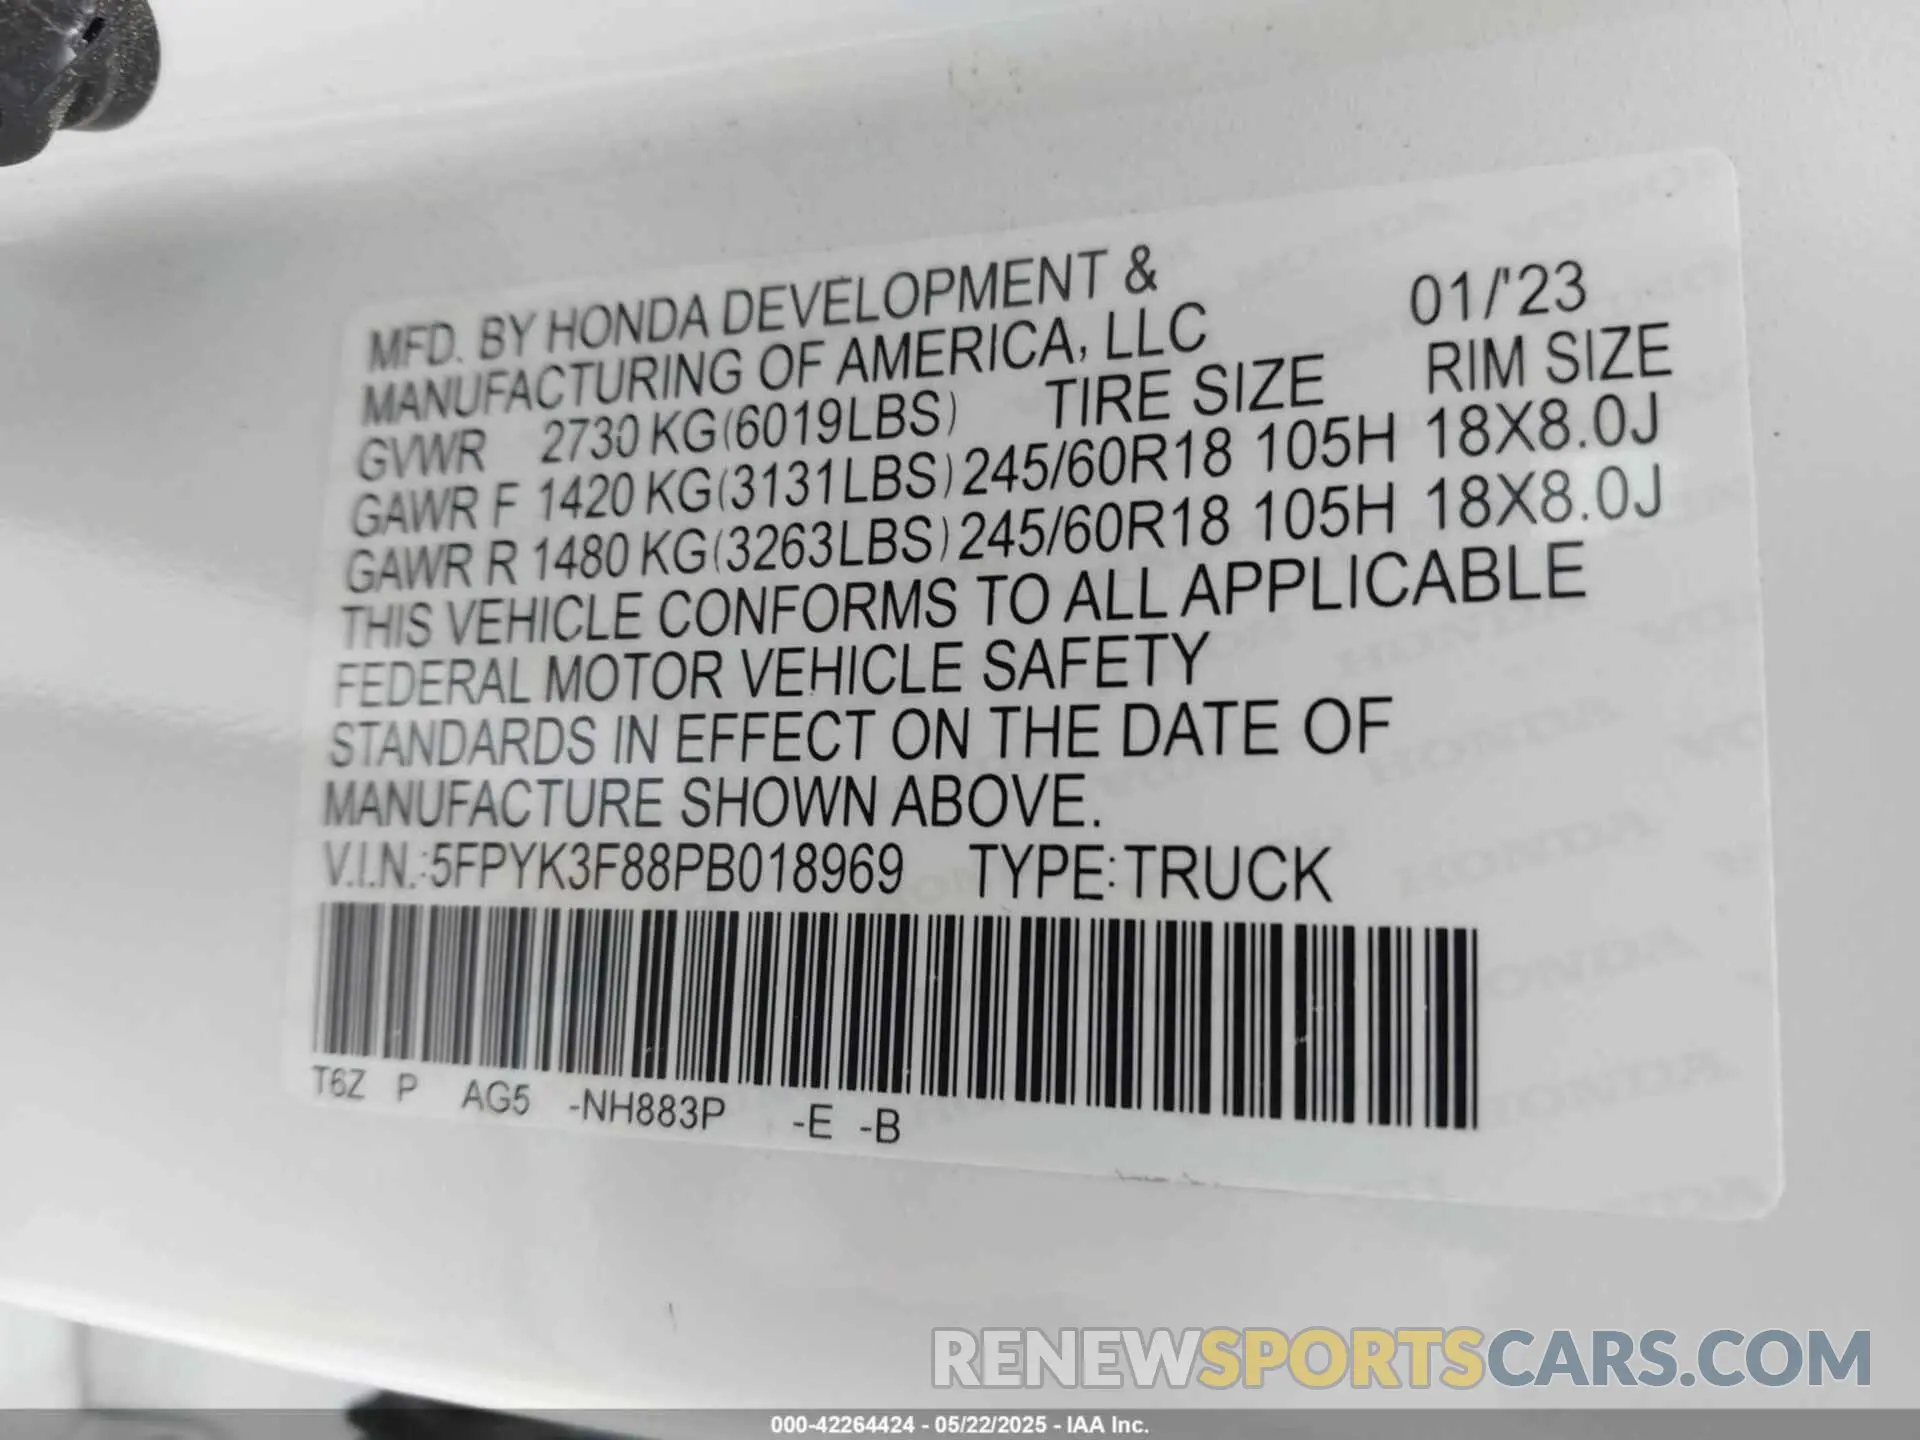 MFD. BY HONDA DEVELOPMENT &
MANUFACTURING OF AMERICA, LLC 01/'23
GVWR 2730 KG(6019LBS) TIRE SIZE RIM SIZE
GAWR F 1420 KG(3131LBS) 245/60R18 105H 18X8.0J
GAWR R 1480 KG(3263LBS) 245/60R18 105H 18X8.0J
THIS VEHICLE CONFORMS TO ALL APPLICABLE
FEDERAL MOTOR VEHICLE SAFETY
STANDARDS IN EFFECT ON THE DATE OF
MANUFACTURE SHOWN ABOVE.
V.I.N.:5FPYK3F88PB018969 TYPE:TRUCK
T6Z P AG5 -NH883P -E -B
RENEWSPORTSCARS.COM
000-42264424 - 05/22/2025 - IAA Inc.